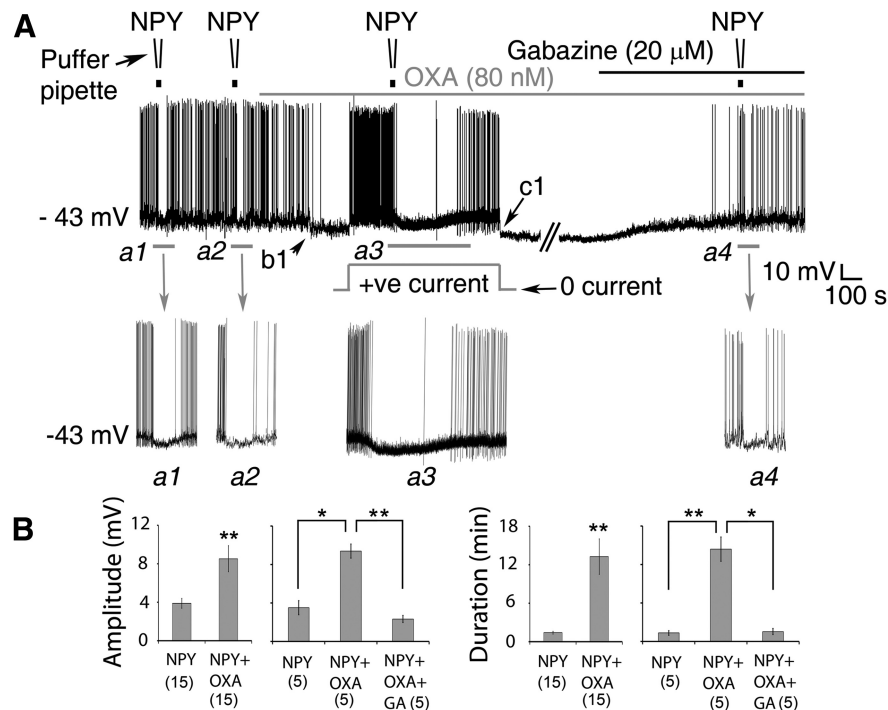 A
NPY NPY NPY NPY
Puffer pipette
Gabazine (20 µM)
OXA (80 nM)
- 43 mV
a1 a2 b1 a3 c1 a4
+ve current
0 current
10 mV
100 s
-43 mV
a1 a2 a3 a4
B
Amplitude (mV)
12
8
4
0
**
NPY (15)
NPY+ OXA (15)
* **
NPY (5)
NPY+ OXA (5)
NPY+ OXA+ GA (5)
Duration (min)
18
12
6
0
**
NPY (15)
NPY+ OXA (15)
** *
NPY (5)
NPY+ OXA (5)
NPY+ OXA+ GA (5)